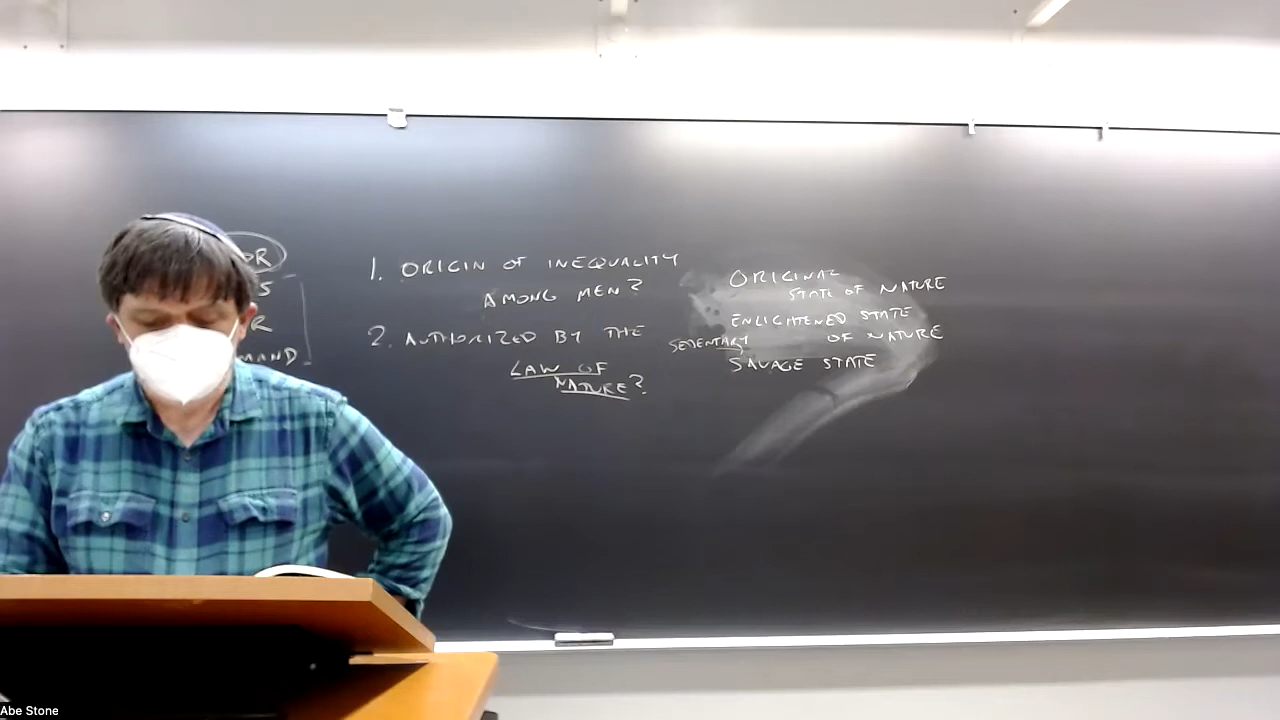 1. ORIGIN OF INEQUALITY
AMONG MEN?
2. AUTHORIZED BY THE
LAW OF
NATURE?
ORIGINAL
STATE OF NATURE
ENLIGHTENED STATE
OF NATURE
SEDENTARY
SAVAGE STATE
Abe Stone